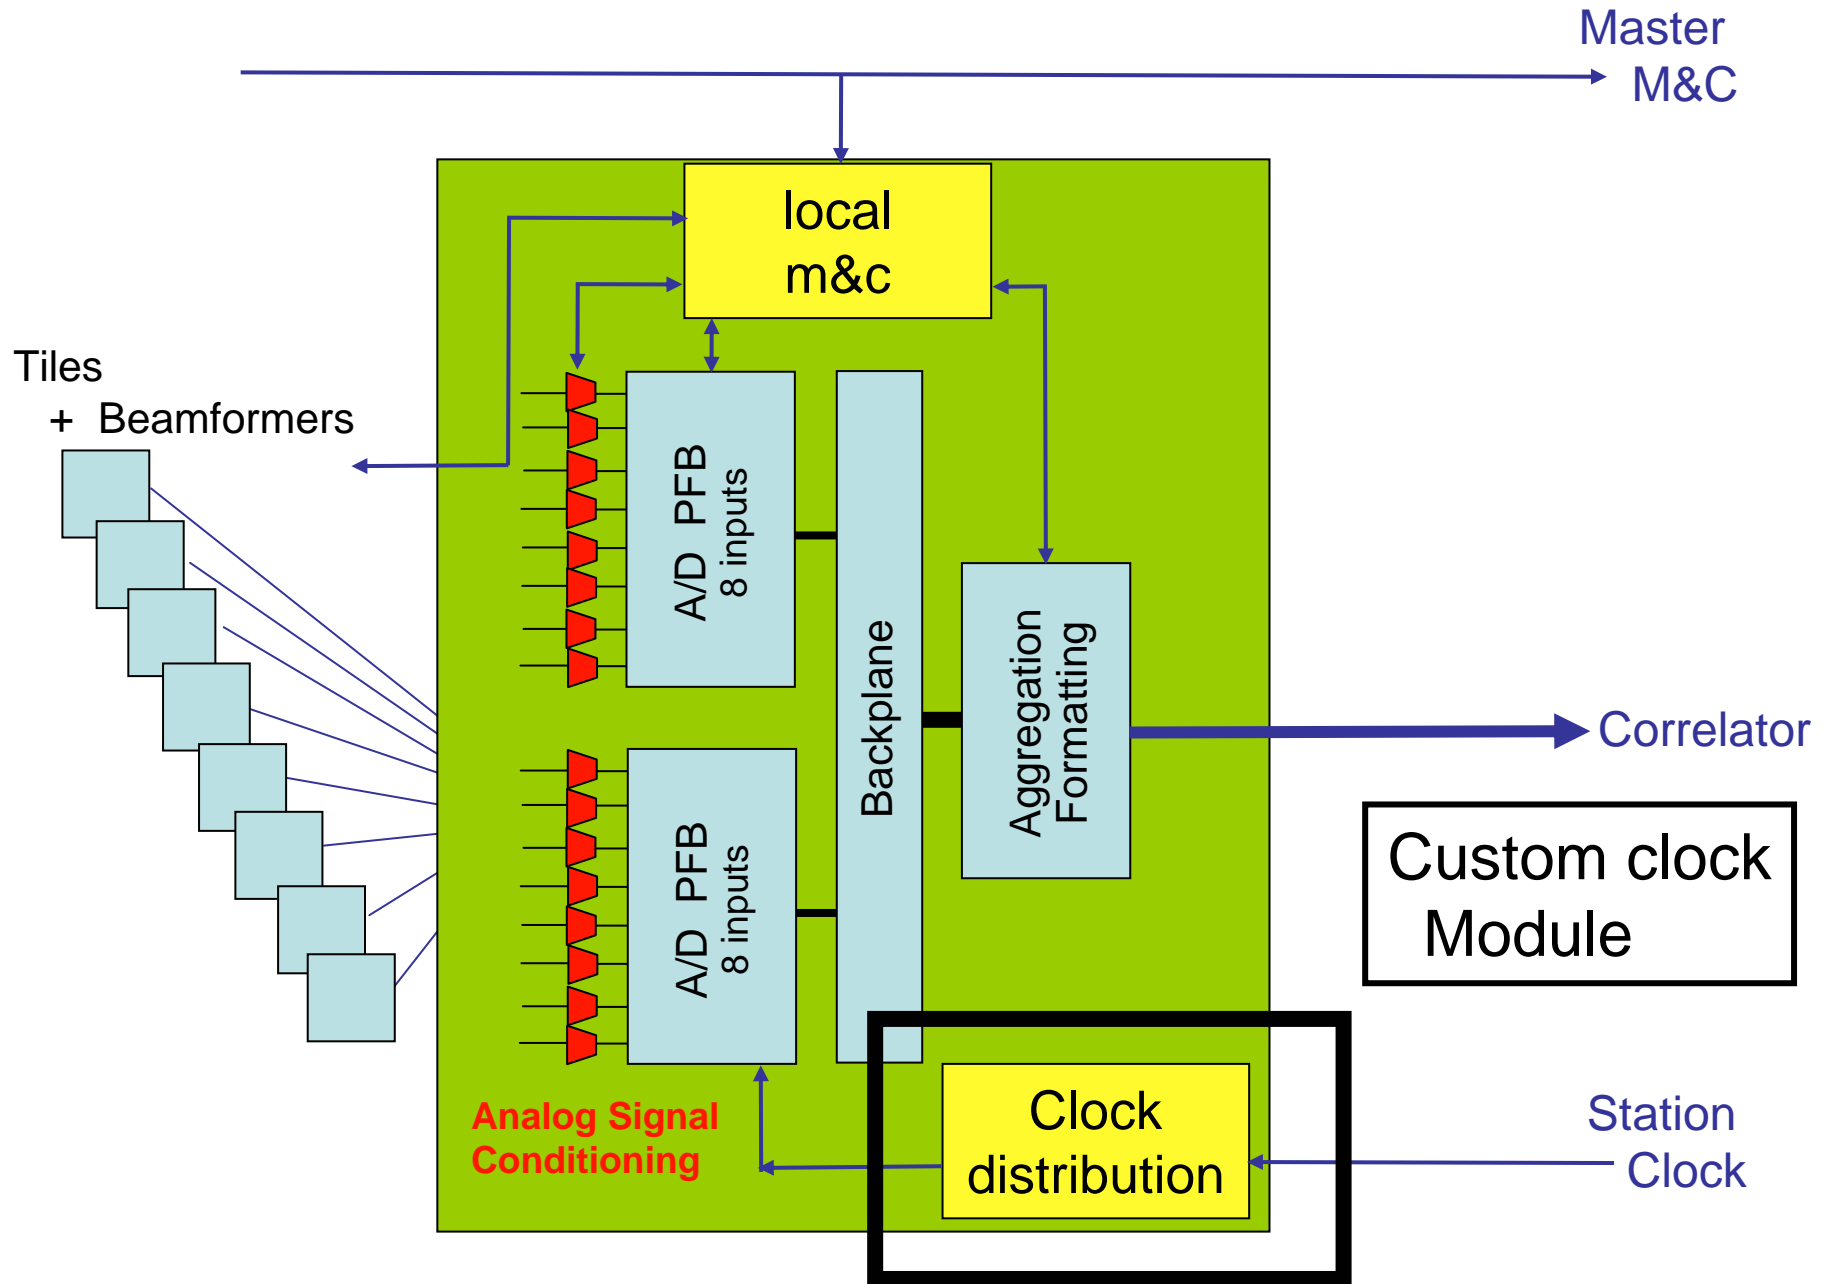 Master
M&C
local
m&c
Tiles
+ Beamformers
A/D PFB
8 inputs
Backplane
Aggregation
Formatting
Correlator
A/D PFB
8 inputs
Custom clock
Module
Analog Signal
Conditioning
Clock
distribution
Station
Clock